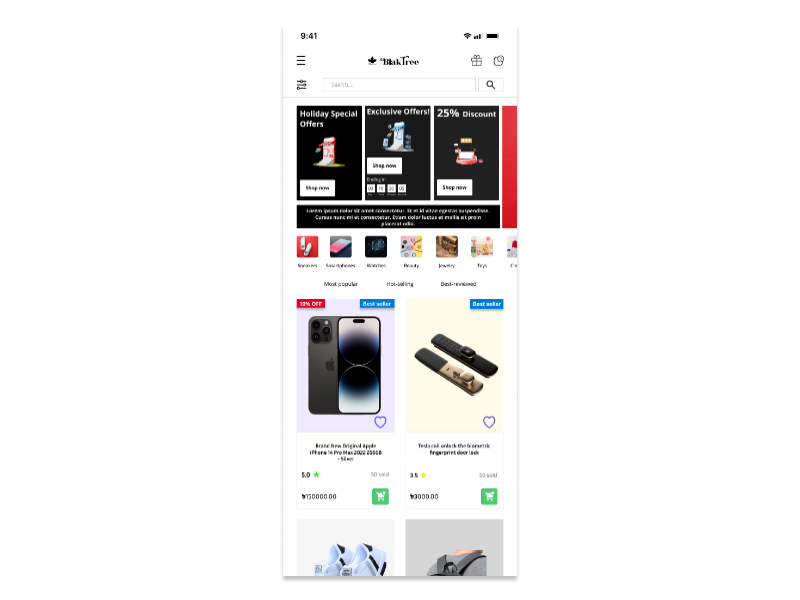 9:41
BlakTree
Search...
Holiday Special
Offers
Shop now
Exclusive Offers!
Shop now
Ending in
25% Discount
Shop now
Lorem ipsum dolor sit amet consectetur. Et et id vitae egestas suspendisse.
Cursus nunc mi et consectetur. Etiam dolor luctus et mollis sit proin
placerat odio.
Sneakers
Smartphones
Watches
Beauty
Jewelry
Toys
Most popular
Hot-selling
Best-reviewed
10% OFF
Best seller
Brand New Original Apple
iPhone 14 Pro Max 2022 256GB
- Silver
5.0
50 sold
৳150000.00
Best seller
Tesla coil unlock the biometric
fingerprint door lock
3.5
50 sold
৳9000.00